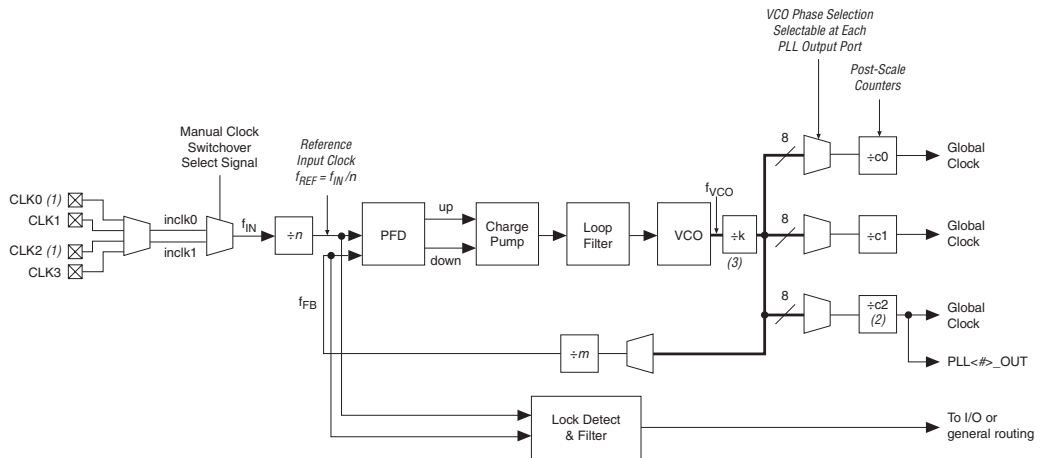 VCO Phase Selection
Selectable at Each
PLL Output Port
Post-Scale
Counters
Manual Clock
Switchover
Select Signal
Reference
Input Clock
fREF = fIN /n
8
÷c0
Global
Clock
CLK0 (1)
CLK1
CLK2 (1)
CLK3
inclk0
inclk1
fIN
÷n
PFD
up
down
Charge
Pump
Loop
Filter
VCO
fVCO
÷k
(3)
8
÷c1
Global
Clock
fFB
8
÷c2
(2)
Global
Clock
PLL<#>_OUT
÷m
Lock Detect
& Filter
To I/O or
general routing